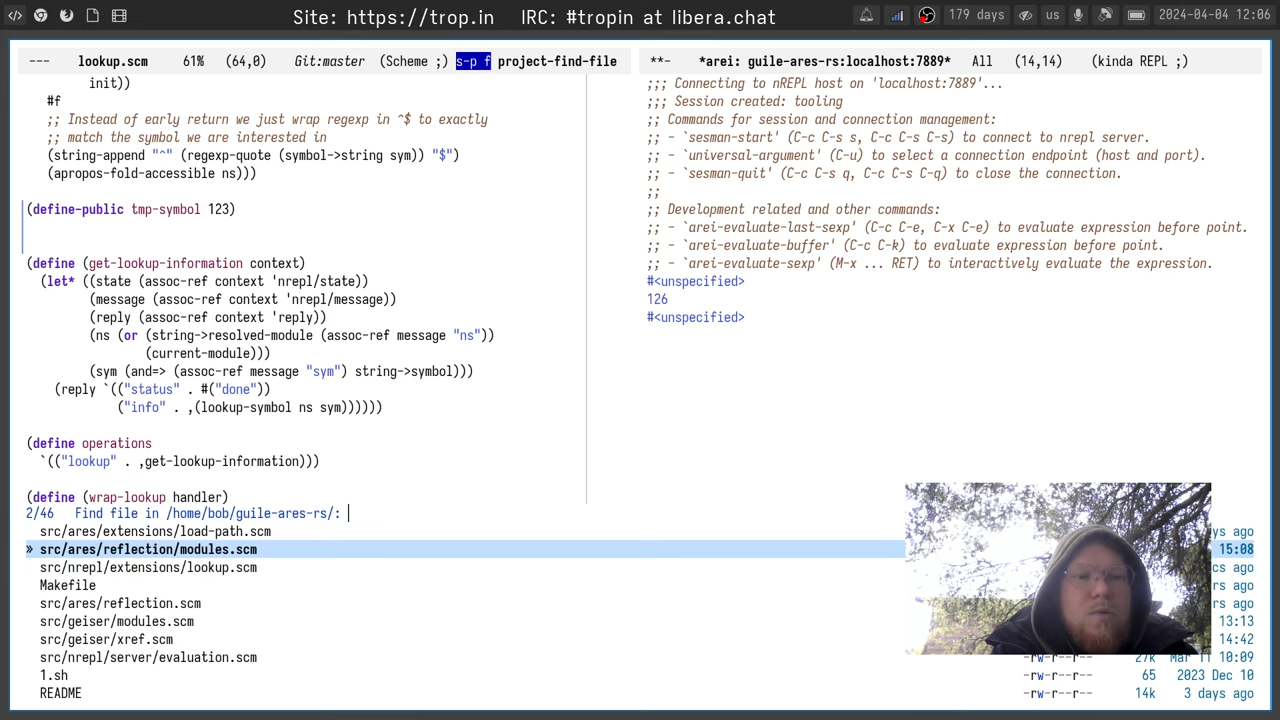 Site: https://trop.in IRC: #tropin at libera.chat
179 days
us
2024-04-04 12:06
--- lookup.scm 61% (64,0) Git:master (Scheme ;) s-p f project-find-file
init))
#f
;; Instead of early return we just wrap regexp in ^$ to exactly
;; match the symbol we are interested in
(string-append "^" (regexp-quote (symbol->string sym)) "$")
(apropos-fold-accessible ns)))
(define-public tmp-symbol 123)
(define (get-lookup-information context)
(let* ((state (assoc-ref context 'nrepl/state))
(message (assoc-ref context 'nrepl/message))
(reply (assoc-ref context 'reply))
(ns (or (string->resolved-module (assoc-ref message "ns"))
(current-module)))
(sym (and=> (assoc-ref message "sym") string->symbol)))
(reply `(("status" . #("done"))
("info" . ,(lookup-symbol ns sym))))))
(define operations
`(("lookup" . ,get-lookup-information)))
(define (wrap-lookup handler)
**- *arei: guile-ares-rs:localhost:7889* All (14,14) (kinda REPL ;)
;;; Connecting to nREPL host on 'localhost:7889'...
;;; Session created: tooling
;; Commands for session and connection management:
;; - `sesman-start' (C-c C-s s, C-c C-s C-s) to connect to nrepl server.
;; - `universal-argument' (C-u) to select a connection endpoint (host and port).
;; - `sesman-quit' (C-c C-s q, C-c C-s C-q) to close the connection.
;;
;; Development related and other commands:
;; - `arei-evaluate-last-sexp' (C-c C-e, C-x C-e) to evaluate expression before point.
;; - `arei-evaluate-buffer' (C-c C-k) to evaluate expression before point.
;; - `arei-evaluate-sexp' (M-x ... RET) to interactively evaluate the expression.
#<unspecified>
126
#<unspecified>
2/46 Find file in /home/bob/guile-ares-rs/:
src/ares/extensions/load-path.scm ago
» src/ares/reflection/modules.scm 15:08
src/nrepl/extensions/lookup.scm ago
Makefile ago
src/ares/reflection.scm ago
src/geiser/modules.scm 13:13
src/geiser/xref.scm 14:42
src/nrepl/server/evaluation.scm -rw-r--r-- 27k Mar 11 10:09
1.sh -rw-r--r-- 65 2023 Dec 10
README -rw-r--r-- 14k 3 days ago